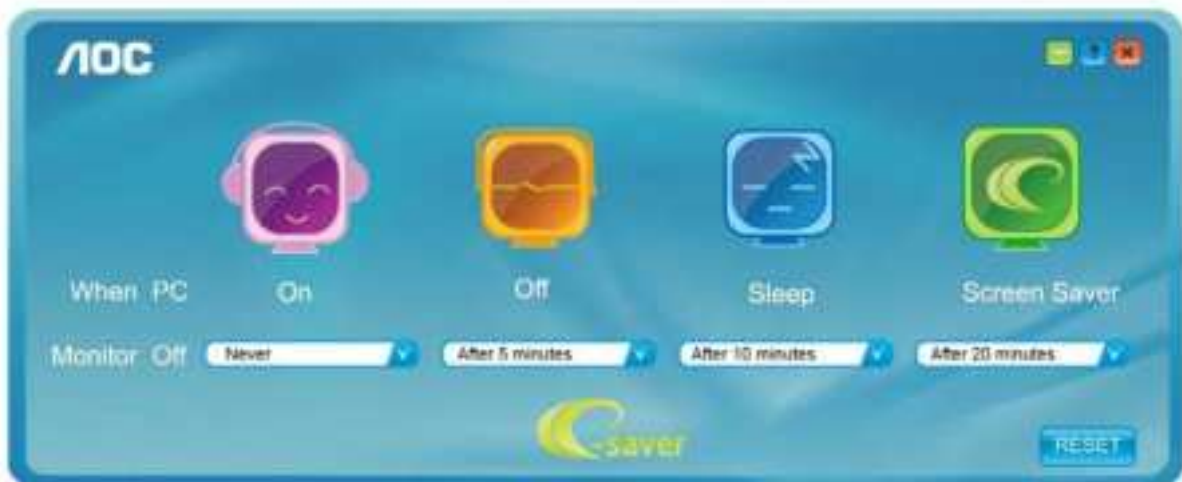 AOC
?
When PC On Off Sleep Screen Saver
Monitor Off Never After 5 minutes After 10 minutes After 20 minutes
e-saver
RESET